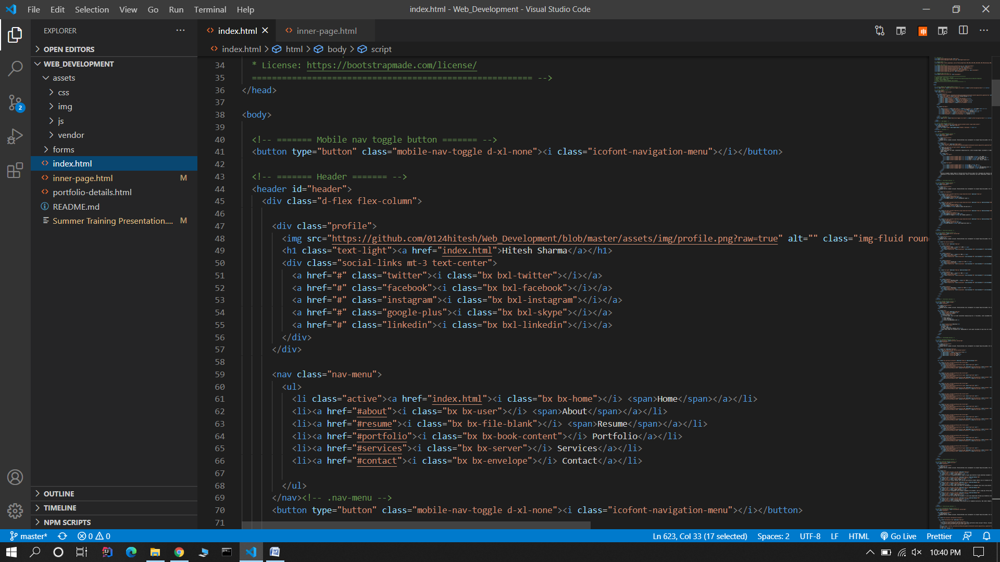 File Edit Selection View Go Run Terminal Help
index.html - Web_Development - Visual Studio Code
EXPLORER
index.html
inner-page.html
OPEN EDITORS
index.html > html > body > script
WEB_DEVELOPMENT
assets
css
img
js
vendor
forms
index.html
inner-page.html M
portfolio-details.html
README.md
Summer Training Presentation.... M
34 * License: https://bootstrapmade.com/license/
35 ======================================================== -->
36 </head>
37
38 <body>
39
40 <!-- ======= Mobile nav toggle button ======= -->
41 <button type="button" class="mobile-nav-toggle d-xl-none"><i class="icofont-navigation-menu"></i></button>
42
43 <!-- ======= Header ======= -->
44 <header id="header">
45 <div class="d-flex flex-column">
46
47 <div class="profile">
48 <img src="https://github.com/0124hitesh/Web_Development/blob/master/assets/img/profile.png?raw=true" alt="" class="img-fluid roun
49 <h1 class="text-light"><a href="index.html">Hitesh Sharma</a></h1>
50 <div class="social-links mt-3 text-center">
51 <a href="#" class="twitter"><i class="bx bxl-twitter"></i></a>
52 <a href="#" class="facebook"><i class="bx bxl-facebook"></i></a>
53 <a href="#" class="instagram"><i class="bx bxl-instagram"></i></a>
54 <a href="#" class="google-plus"><i class="bx bxl-skype"></i></a>
55 <a href="#" class="linkedin"><i class="bx bxl-linkedin"></i></a>
56 </div>
57 </div>
58
59 <nav class="nav-menu">
60 <ul>
61 <li class="active"><a href="index.html"><i class="bx bx-home"></i> <span>Home</span></a></li>
62 <li><a href="#about"><i class="bx bx-user"></i> <span>About</span></a></li>
63 <li><a href="#resume"><i class="bx bx-file-blank"></i> <span>Resume</span></a></li>
64 <li><a href="#portfolio"><i class="bx bx-book-content"></i> Portfolio</a></li>
65 <li><a href="#services"><i class="bx bx-server"></i> Services</a></li>
66 <li><a href="#contact"><i class="bx bx-envelope"></i> Contact</a></li>
67
68 </ul>
69 </nav><!-- .nav-menu -->
70 <button type="button" class="mobile-nav-toggle d-xl-none"><i class="icofont-navigation-menu"></i></button>
71
2
OUTLINE
TIMELINE
NPM SCRIPTS
master* 0 0
Ln 623, Col 33 (17 selected) Spaces: 2 UTF-8 LF HTML Go Live Prettier
10:40 PM